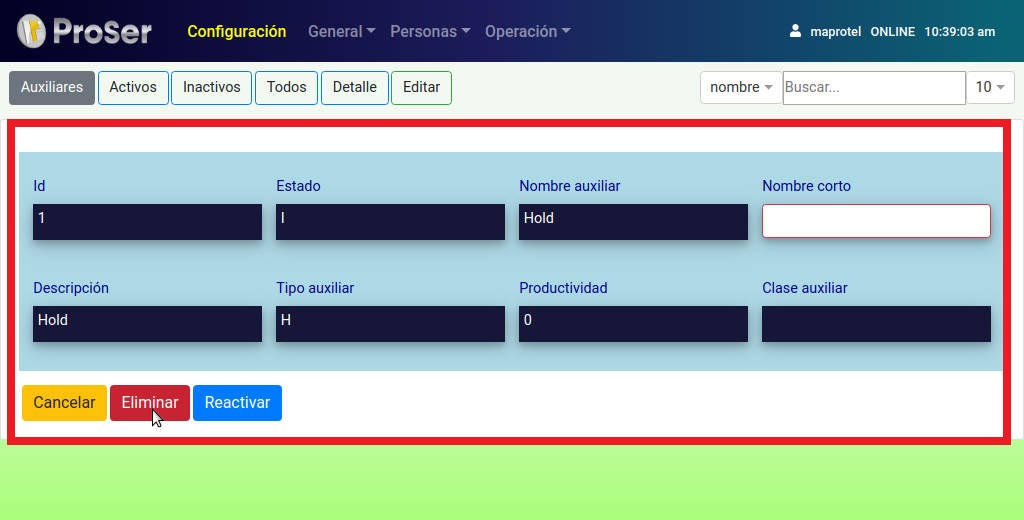 ProSer Configuración General Personas Operación maprotel ONLINE 10:39:03 am
Auxiliares Activos Inactivos Todos Detalle Editar nombre Buscar... 10
Id Estado Nombre auxiliar Nombre corto
1 I Hold
Descripción Tipo auxiliar Productividad Clase auxiliar
Hold H 0
Cancelar Eliminar Reactivar